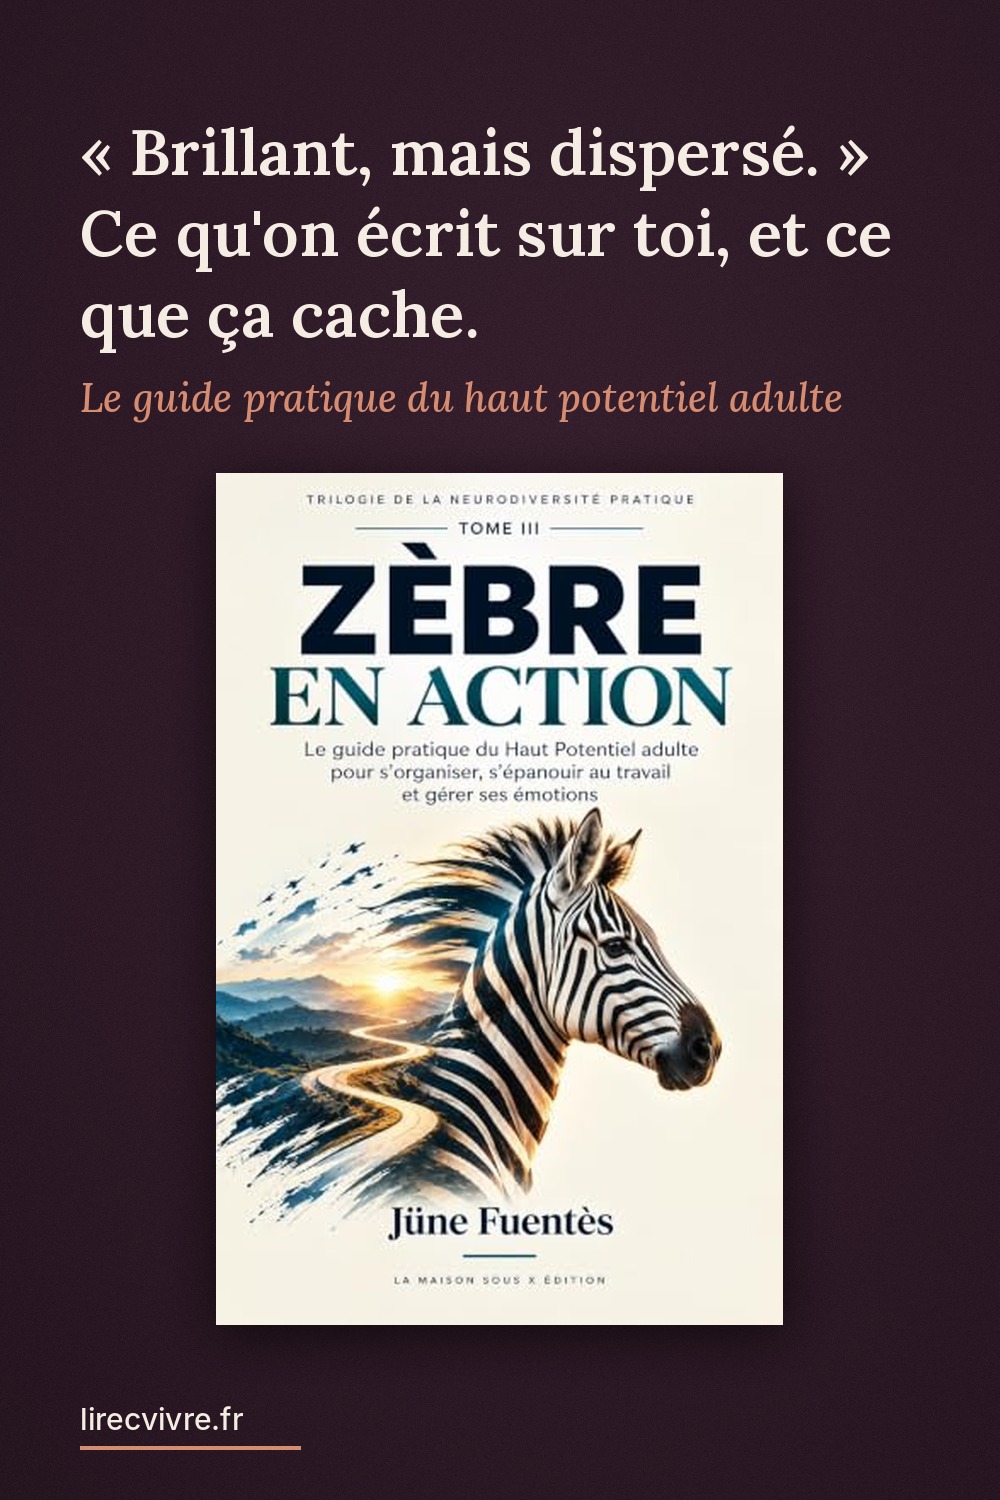 « Brillant, mais dispersé. »
Ce qu'on écrit sur toi, et ce
que ça cache.
Le guide pratique du haut potentiel adulte
TRILOGIE DE LA NEURODIVERSITÉ PRATIQUE
TOME III
ZÈBRE
EN ACTION
Le guide pratique du Haut Potentiel adulte
pour s'organiser, s'épanouir au travail
et gérer ses émotions
Jüne Fuentès
LA MAISON SOUS X ÉDITION
lirecvivre.fr